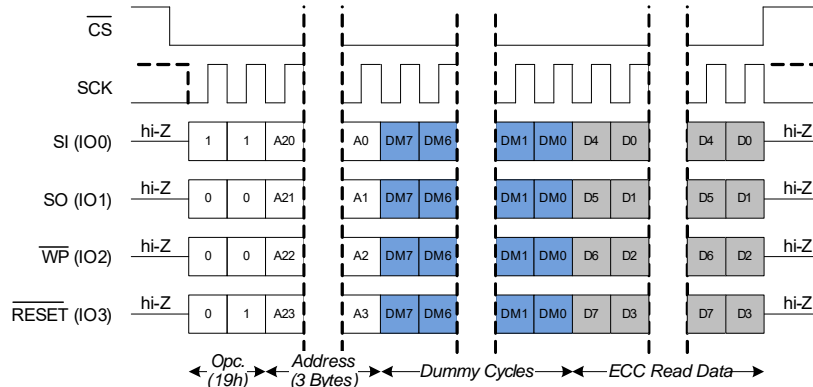 CS
SCK
hi-Z hi-Z
SI (IO0) 1 1 A20 A0 DM7 DM6 DM1 DM0 D4 D0 D4 D0
hi-Z hi-Z
SO (IO1) 0 0 A21 A1 DM7 DM6 DM1 DM0 D5 D1 D5 D1
hi-Z hi-Z
WP (IO2) 0 0 A22 A2 DM7 DM6 DM1 DM0 D6 D2 D6 D2
hi-Z hi-Z
RESET (IO3) 0 1 A23 A3 DM7 DM6 DM1 DM0 D7 D3 D7 D3
Opc. Address Dummy Cycles ECC Read Data
(19h) (3 Bytes)